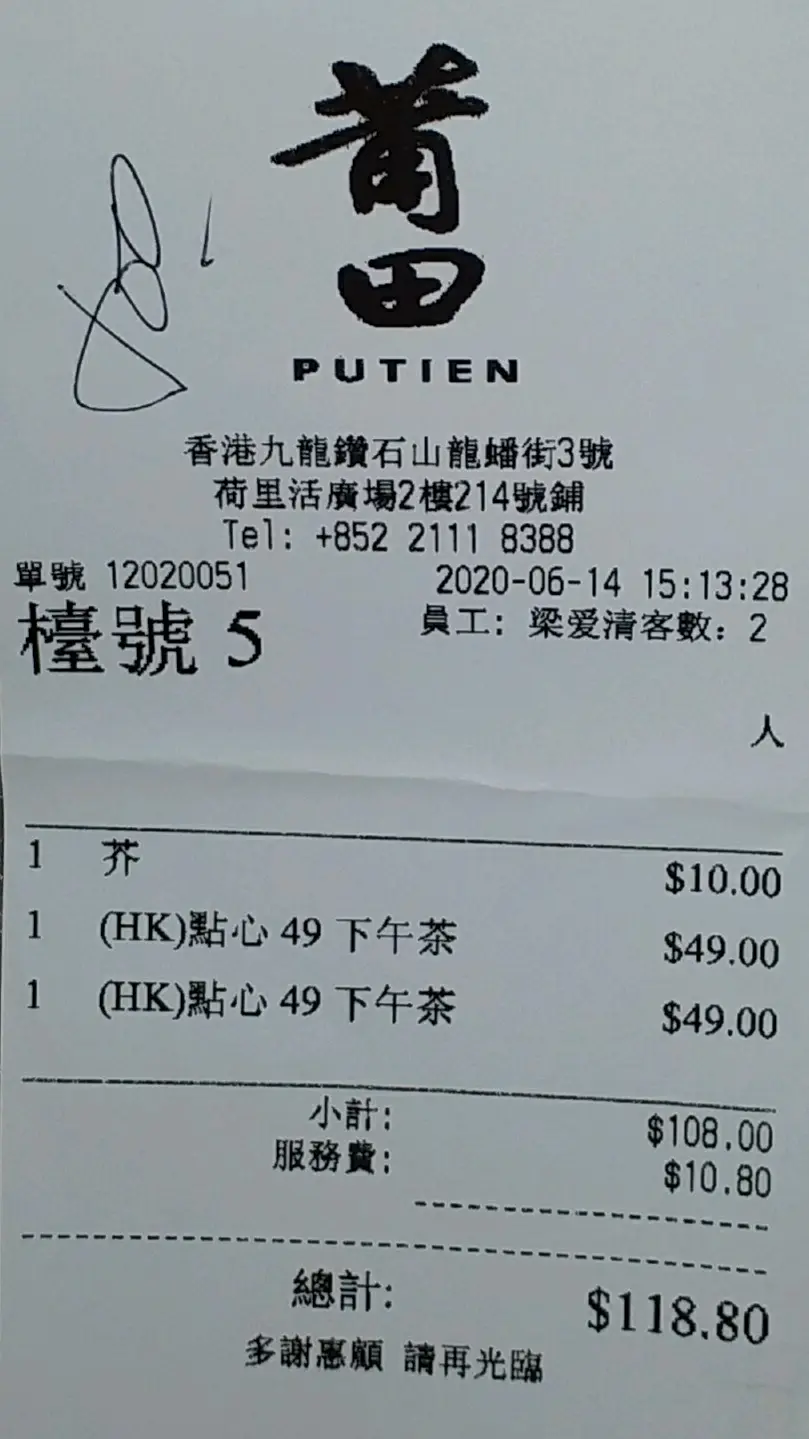 莆
田
PUTIEN
香港九龍鑽石山龍蟠街3號
荷里活廣場2樓214號鋪
Tel: +852 2111 8388
單號 12020051 2020-06-14 15:13:28
檯號 5 員工: 梁爱清客數: 2
人
1 芥 $10.00
1 (HK)點心 49 下午茶 $49.00
1 (HK)點心 49 下午茶 $49.00
小計: $108.00
服務費: $10.80
總計: $118.80
多謝惠顧 請再光臨